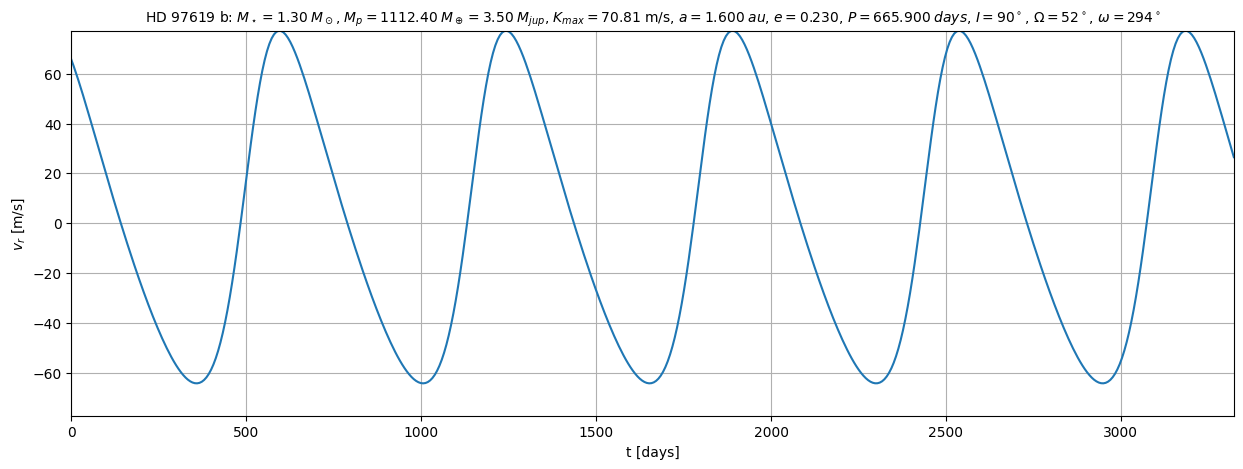 HD 97619 b: M⋆ = 1.30 M⊙, Mp = 1112.40 M⊕ = 3.50 Mjup, Kmax = 70.81 m/s, a = 1.600 au, e = 0.230, P = 665.900 days, I = 90°, Ω = 52°, ω = 294°
60
40
20
0
−20
−40
−60
vr [m/s]
0 500 1000 1500 2000 2500 3000
t [days]